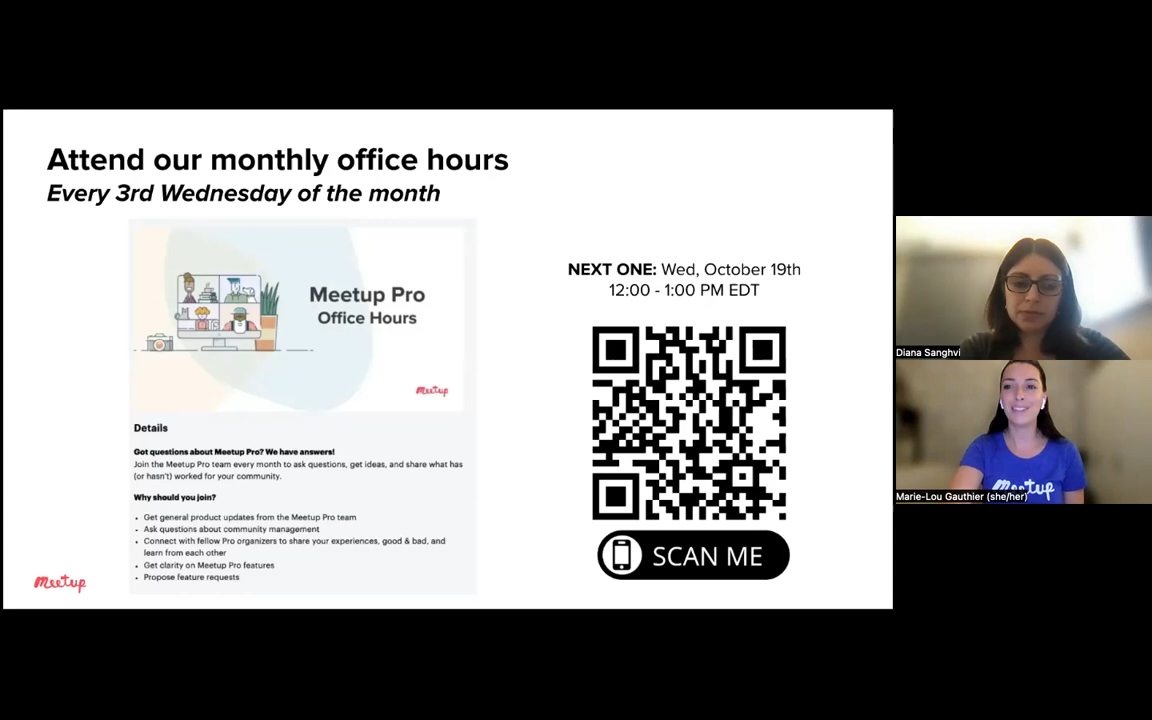 Attend our monthly office hours
Every 3rd Wednesday of the month
Meetup Pro
Office Hours
Meetup
Details
Got questions about Meetup Pro? We have answers!
Join the Meetup Pro team every month to ask questions, get ideas, and share what has
(or hasn't) worked for your community.
Why should you join?
• Get general product updates from the Meetup Pro team
• Ask questions about community management
• Connect with fellow Pro organizers to share your experiences, good & bad, and
learn from each other
• Get clarity on Meetup Pro features
• Propose feature requests
Meetup
NEXT ONE: Wed, October 19th
12:00 - 1:00 PM EDT
SCAN ME
Diana Sanghvi
Meetup
Marie-Lou Gauthier (she/her)